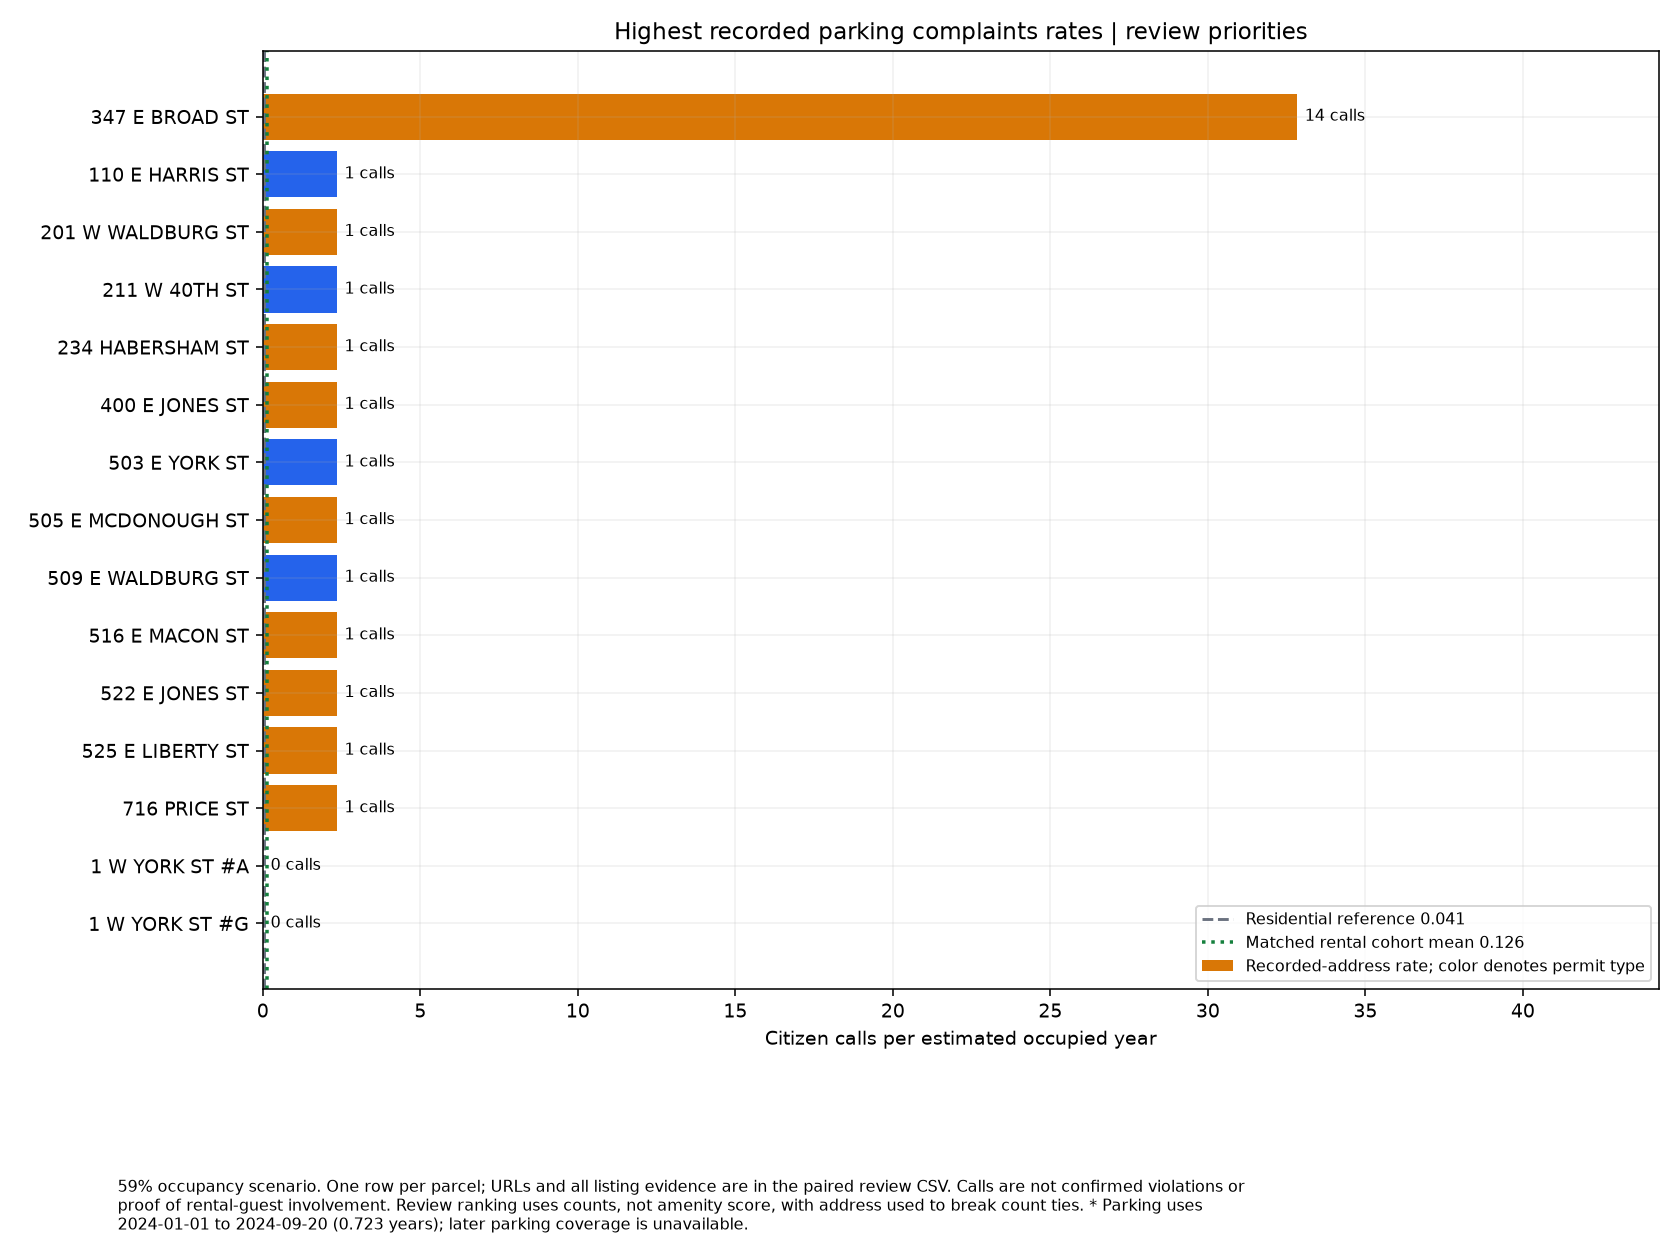 Highest recorded parking complaints rates | review priorities
347 E BROAD ST
14 calls
110 E HARRIS ST
1 calls
201 W WALDBURG ST
1 calls
211 W 40TH ST
1 calls
234 HABERSHAM ST
1 calls
400 E JONES ST
1 calls
503 E YORK ST
1 calls
505 E MCDONOUGH ST
1 calls
509 E WALDBURG ST
1 calls
516 E MACON ST
1 calls
522 E JONES ST
1 calls
525 E LIBERTY ST
1 calls
716 PRICE ST
1 calls
1 W YORK ST #A
0 calls
1 W YORK ST #G
0 calls
Residential reference 0.041
Matched rental cohort mean 0.126
Recorded-address rate; color denotes permit type
0 5 10 15 20 25 30 35 40
Citizen calls per estimated occupied year
59% occupancy scenario. One row per parcel; URLs and all listing evidence are in the paired review CSV. Calls are not confirmed violations or
proof of rental-guest involvement. Review ranking uses counts, not amenity score, with address used to break count ties. * Parking uses
2024-01-01 to 2024-09-20 (0.723 years); later parking coverage is unavailable.